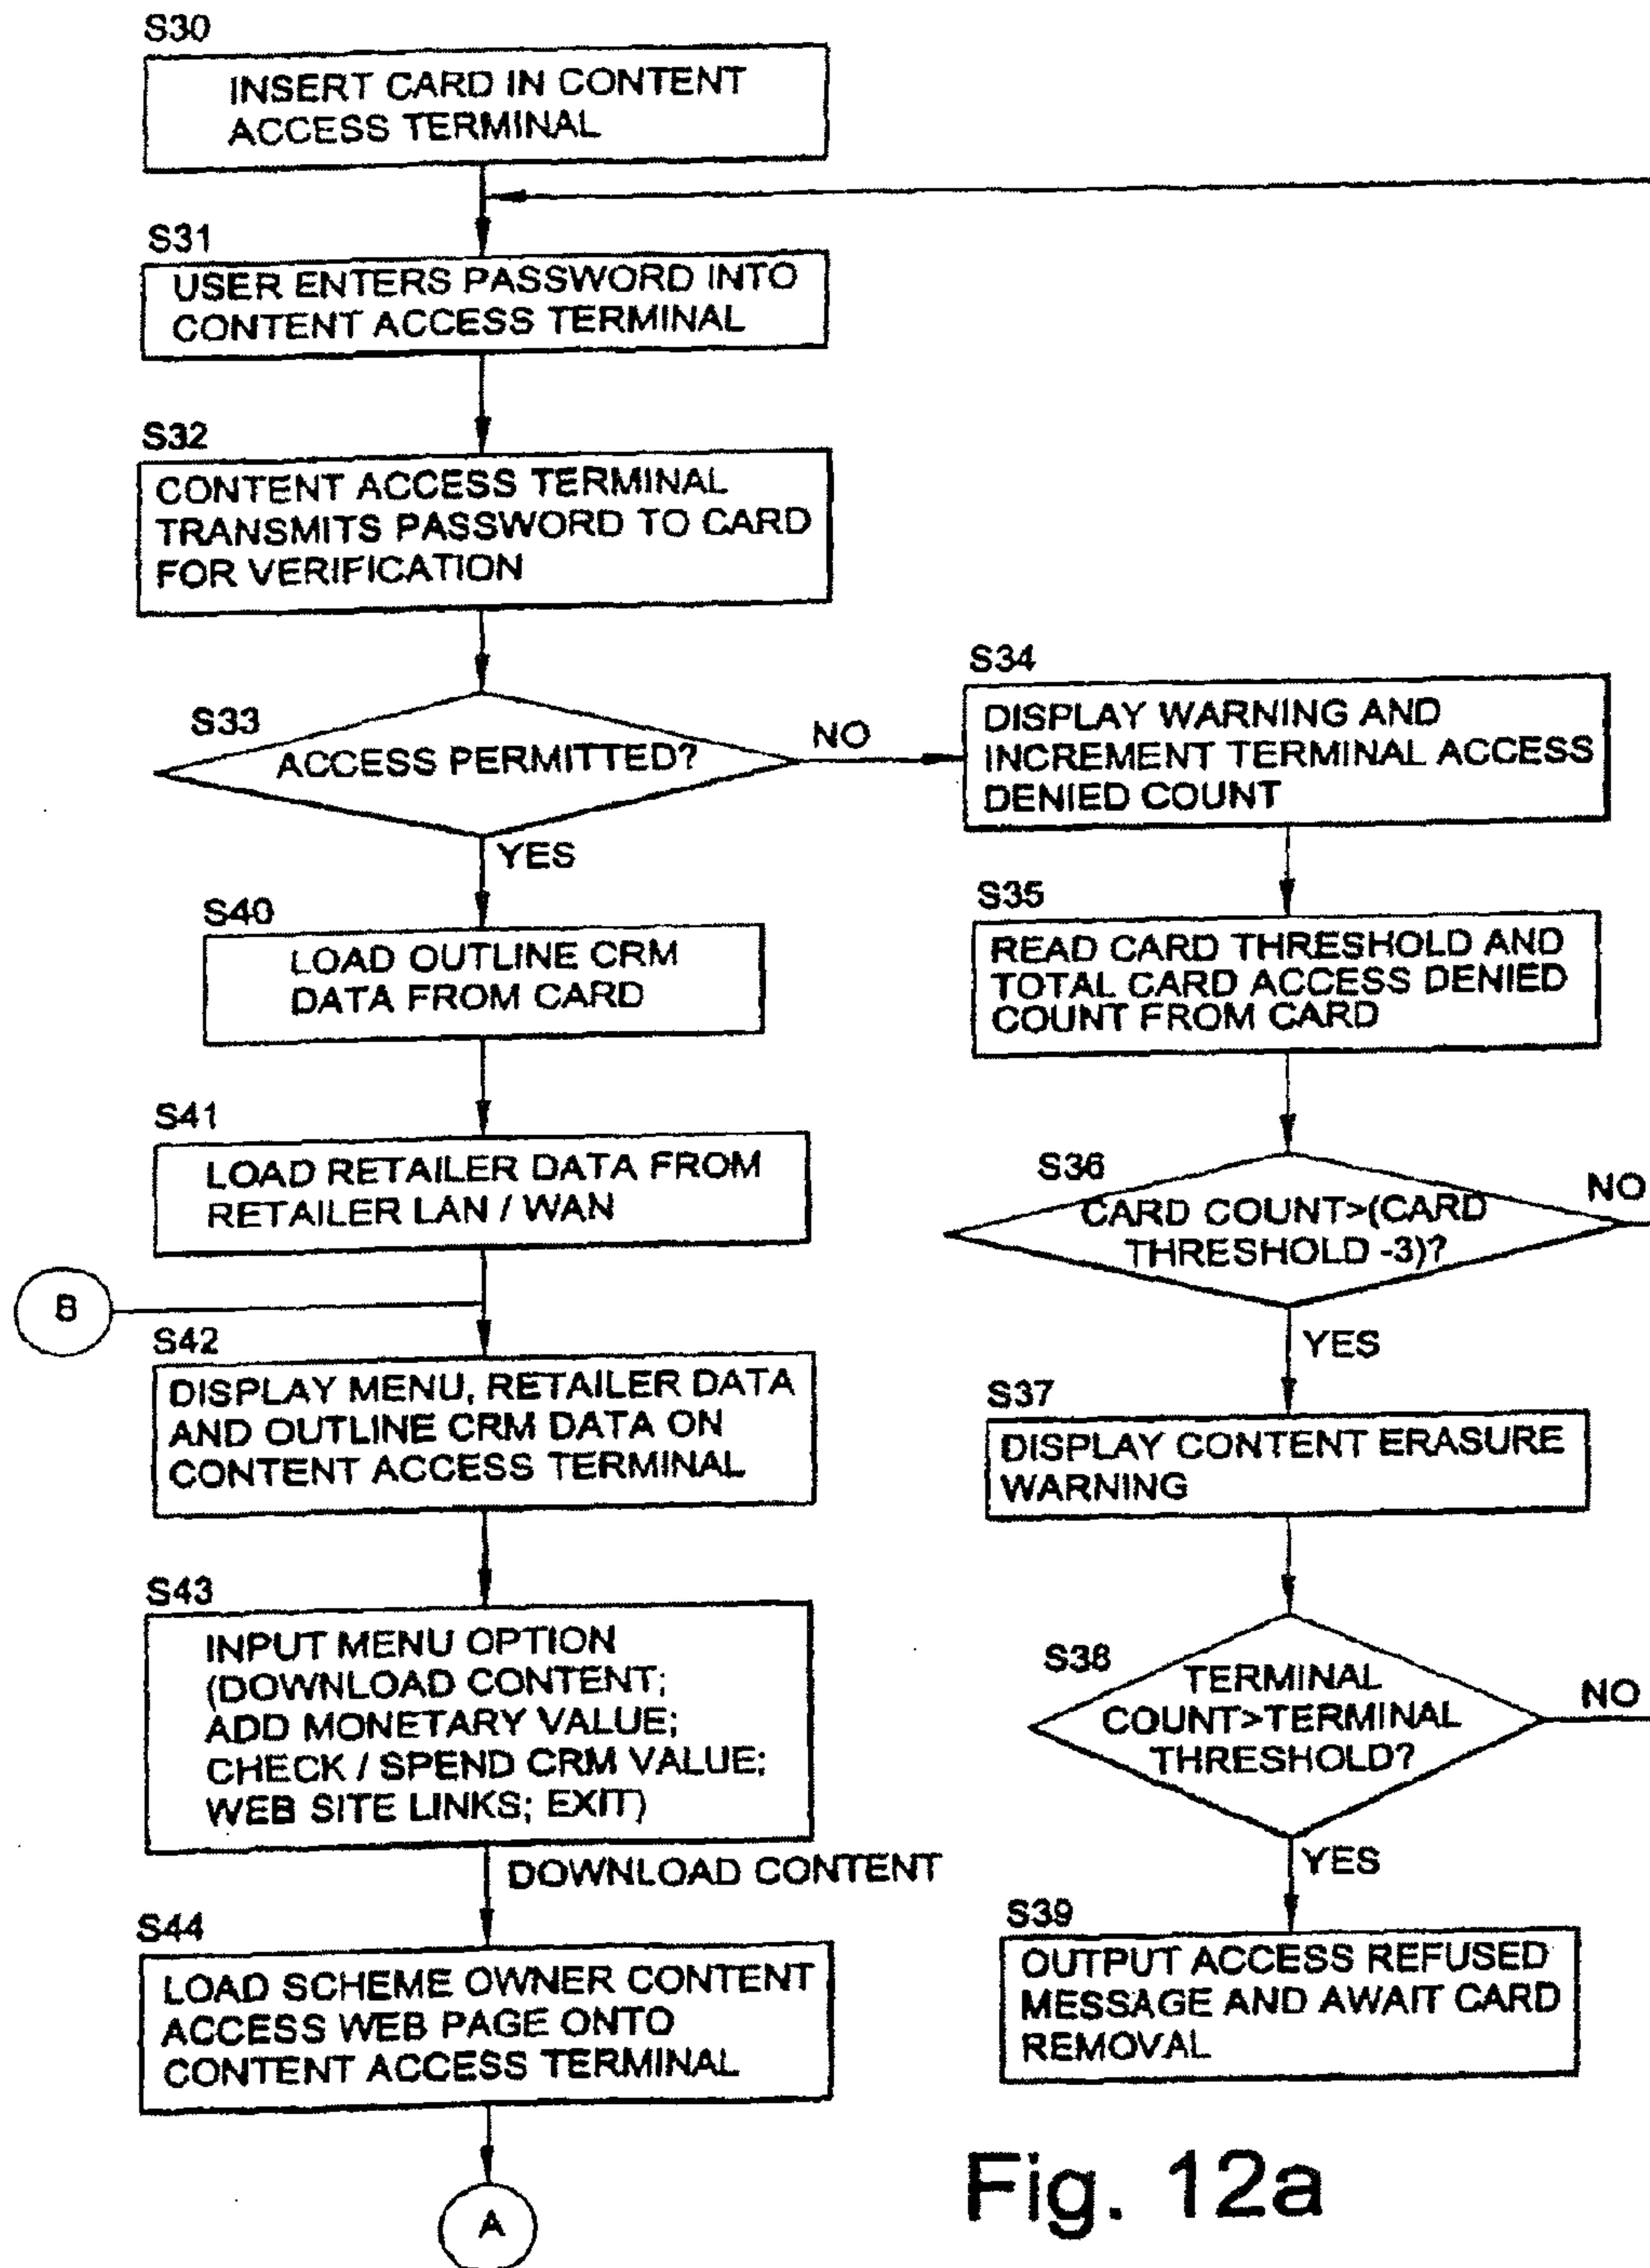 S30
INSERT CARD IN CONTENT
ACCESS TERMINAL
S31
USER ENTERS PASSWORD INTO
CONTENT ACCESS TERMINAL
S32
CONTENT ACCESS TERMINAL
TRANSMITS PASSWORD TO CARD
FOR VERIFICATION
S33
ACCESS PERMITTED?
NO
YES
S34
DISPLAY WARNING AND
INCREMENT TERMINAL ACCESS
DENIED COUNT
S35
READ CARD THRESHOLD AND
TOTAL CARD ACCESS DENIED
COUNT FROM CARD
S36
CARD COUNT>(CARD
THRESHOLD -3)?
NO
YES
S37
DISPLAY CONTENT ERASURE
WARNING
S38
TERMINAL
COUNT>TERMINAL
THRESHOLD?
NO
YES
S39
OUTPUT ACCESS REFUSED
MESSAGE AND AWAIT CARD
REMOVAL
S40
LOAD OUTLINE CRM
DATA FROM CARD
S41
LOAD RETAILER DATA FROM
RETAILER LAN / WAN
B
S42
DISPLAY MENU, RETAILER DATA
AND OUTLINE CRM DATA ON
CONTENT ACCESS TERMINAL
S43
INPUT MENU OPTION
(DOWNLOAD CONTENT;
ADD MONETARY VALUE;
CHECK / SPEND CRM VALUE;
WEB SITE LINKS; EXIT)
DOWNLOAD CONTENT
S44
LOAD SCHEME OWNER CONTENT
ACCESS WEB PAGE ONTO
CONTENT ACCESS TERMINAL
A
Fig. 12a